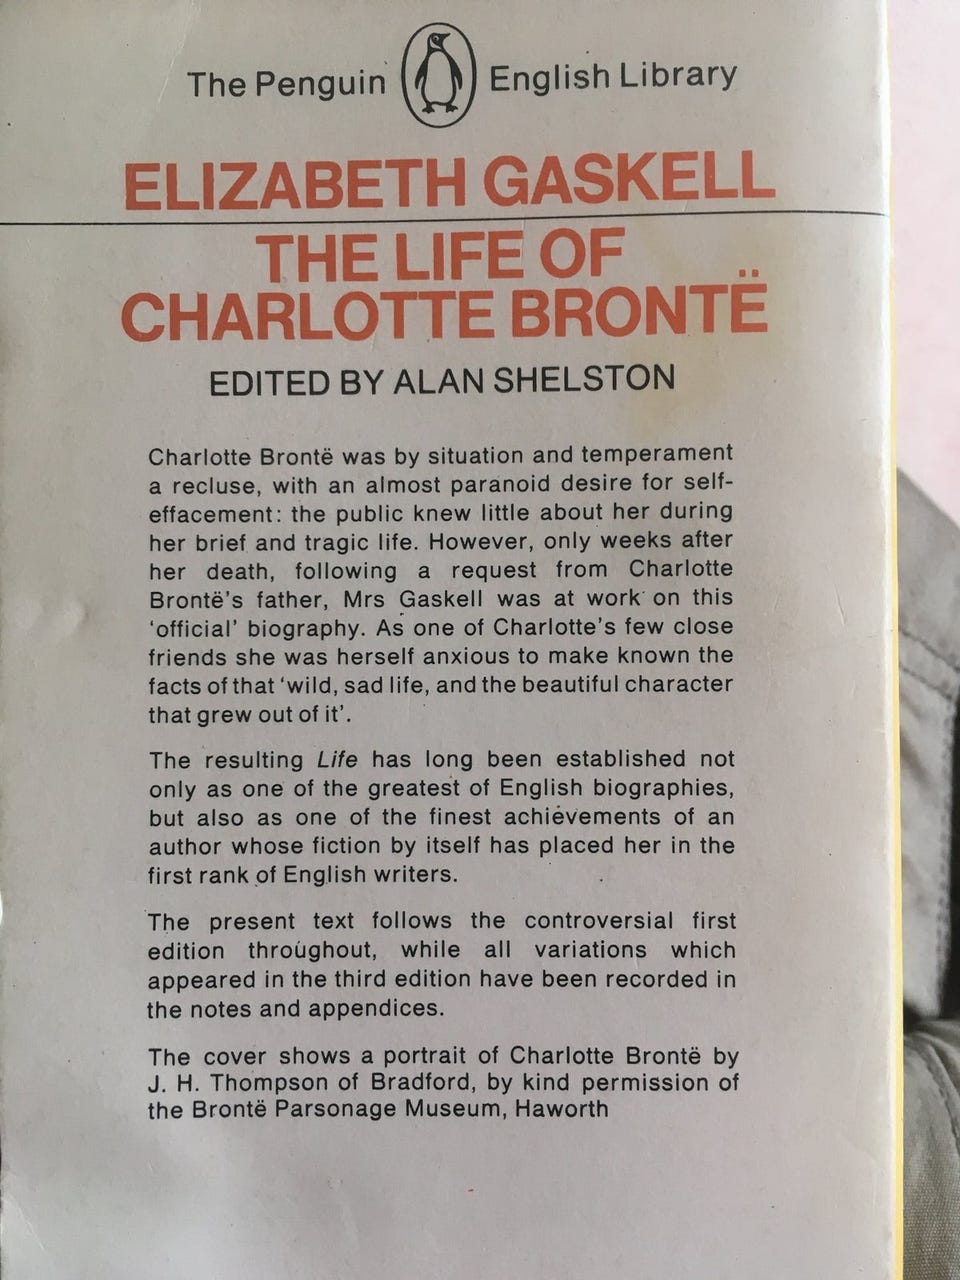 The Penguin English Library
ELIZABETH GASKELL
THE LIFE OF
CHARLOTTE BRONTË
EDITED BY ALAN SHELSTON
Charlotte Brontë was by situation and temperament
a recluse, with an almost paranoid desire for self-
effacement: the public knew little about her during
her brief and tragic life. However, only weeks after
her death, following a request from Charlotte
Brontë's father, Mrs Gaskell was at work on this
'official' biography. As one of Charlotte's few close
friends she was herself anxious to make known the
facts of that 'wild, sad life, and the beautiful character
that grew out of it'.
The resulting Life has long been established not
only as one of the greatest of English biographies,
but also as one of the finest achievements of an
author whose fiction by itself has placed her in the
first rank of English writers.
The present text follows the controversial first
edition throughout, while all variations which
appeared in the third edition have been recorded in
the notes and appendices.
The cover shows a portrait of Charlotte Brontë by
J. H. Thompson of Bradford, by kind permission of
the Brontë Parsonage Museum, Haworth